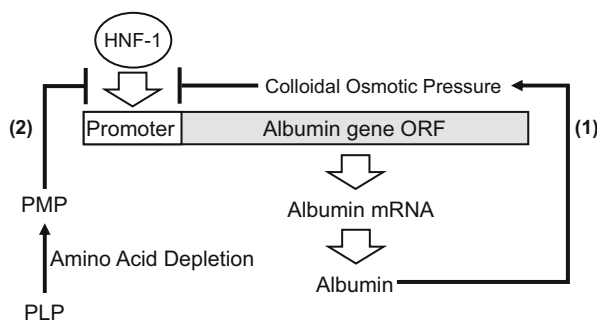 HNF-1
Colloidal Osmotic Pressure
(2)
Promoter
Albumin gene ORF
(1)
PMP
Albumin mRNA
Amino Acid Depletion
Albumin
PLP